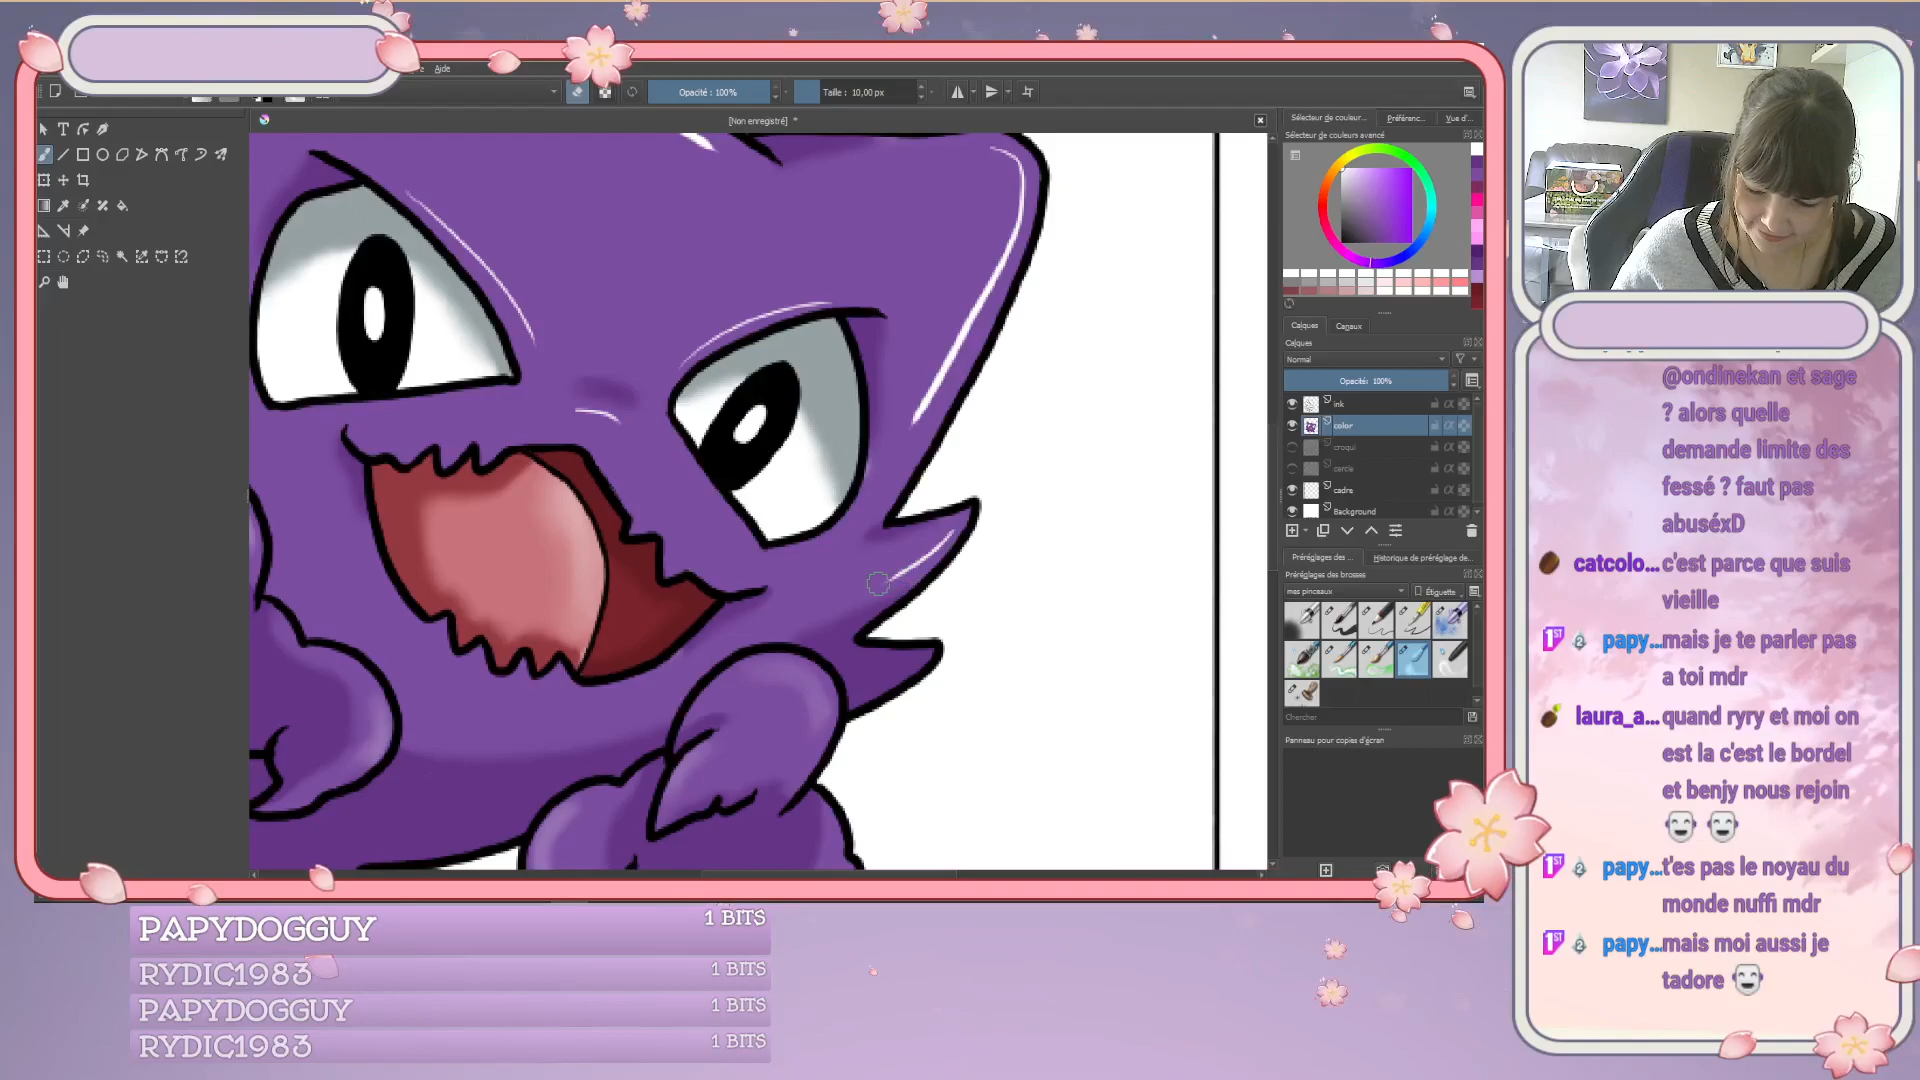 Aide
Opacité : 100%
Taille : 10,00 px
[Non enregistré] *
Sélecteur de couleur...
Préférenc...
Vue d'...
Sélecteur de couleurs avancé
Calques
Canaux
Calques
Normal
Opacité: 100%
ink
color
croqui
cercle
cadre
Background
Préréglages des ...
Historique de préréglage de...
Préréglages des brosses
mes pinceaux
Étiquette
Chercher
Panneau pour copies d'écran
@ondinekan et sage
? alors quelle
demande limite des
fessé ? faut pas
abuséxD
catcolo... c'est parce que suis
vieille
1ST 2 papy... mais je te parler pas
a toi mdr
laura_a... quand ryry et moi on
est la c'est le bordel
et benjy nous rejoin
1ST 2 papy... t'es pas le noyau du
monde nuffi mdr
1ST 2 papy... mais moi aussi je
tadore
PAPYDOGGUY 1 BITS
RYDIC1983 1 BITS
PAPYDOGGUY 1 BITS
RYDIC1983 1 BITS